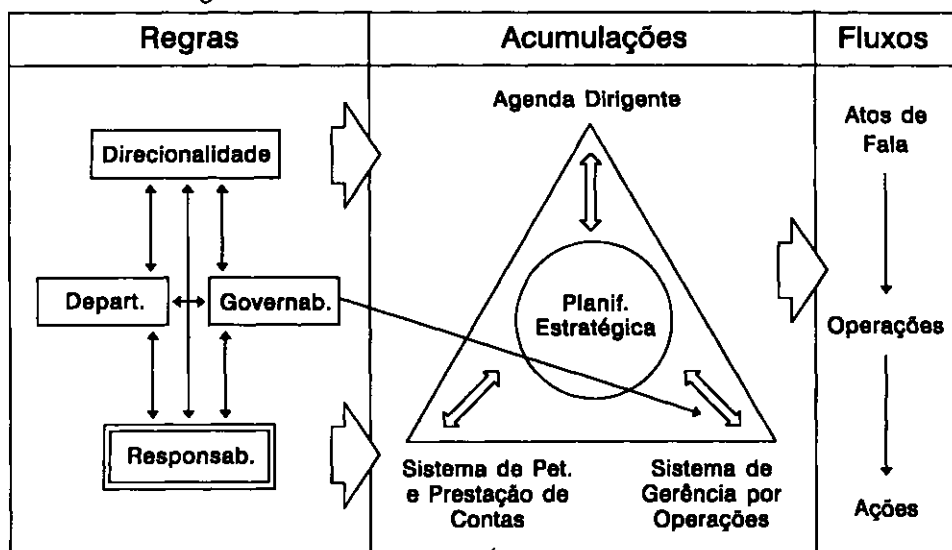 Regras
Acumulações
Fluxos
Direcionalidade
Depart.
Governab.
Responsab.
Agenda Dirigente
Planif.
Estratégica
Sistema de Pet.
e Prestação de
Contas
Sistema de
Gerência por
Operações
Atos de
Fala
Operações
Ações